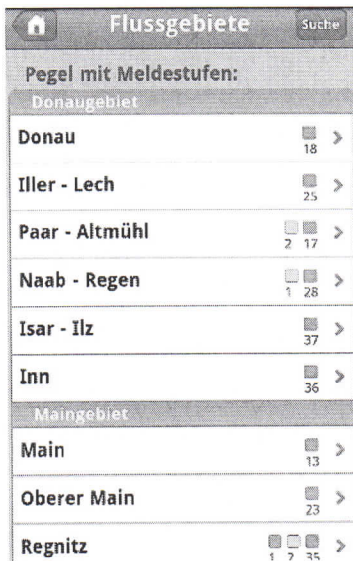 Flussgebiete Suche
Pegel mit Meldestufen:
Donaugebiet
Donau 18
Iller - Lech 25
Paar - Altmühl 2 17
Naab - Regen 1 28
Isar - Ilz 37
Inn 36
Maingebiet
Main 13
Oberer Main 23
Regnitz 1 2 35